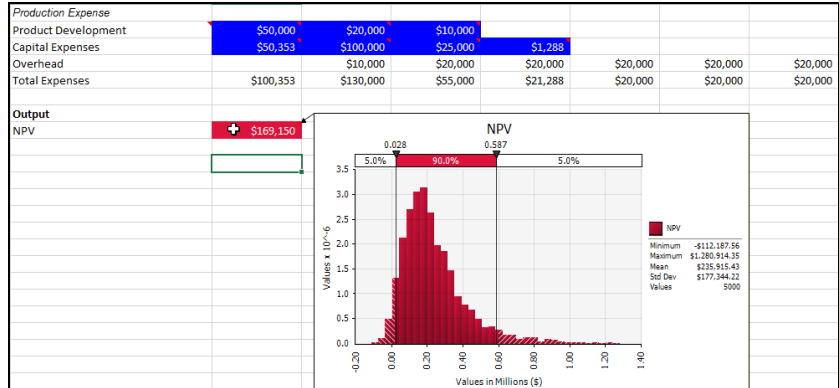 Production Expense
Product Development $50,000 $20,000 $10,000
Capital Expenses $50,353 $100,000 $25,000 $1,288
Overhead $10,000 $20,000 $20,000 $20,000 $20,000 $20,000
Total Expenses $100,353 $130,000 $55,000 $21,288 $20,000 $20,000 $20,000
Output
NPV $169,150
NPV
0.028 0.587
5.0% 90.0% 5.0%
3.5
3.0
2.5
2.0
1.5
1.0
0.5
0.0
Values x 10^-6
-0.20 0.00 0.20 0.40 0.60 0.80 1.00 1.20 1.40
Values in Millions ($)
NPV
Minimum -$112,187.56
Maximum $1,280,914.35
Mean $235,915.43
Std Dev $177,344.22
Values 5000